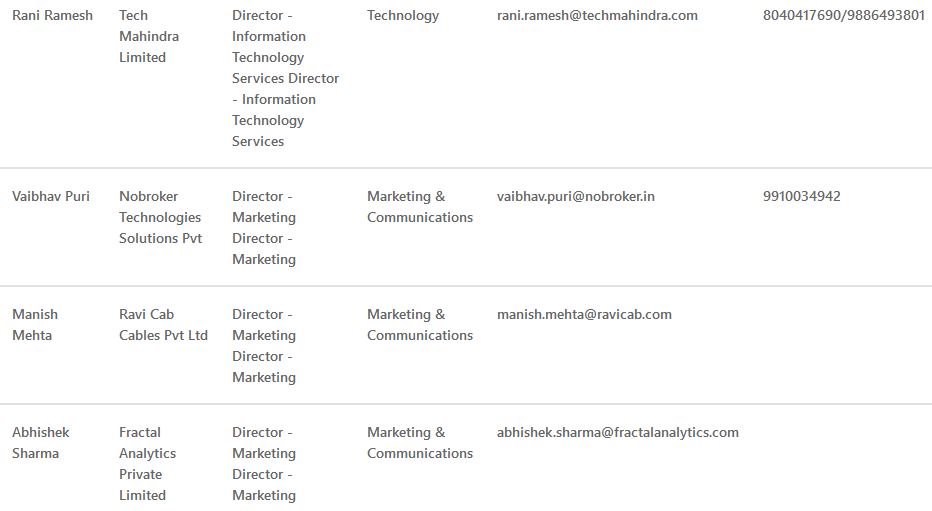 Rani Ramesh
Tech
Mahindra
Limited
Director -
Information
Technology
Services Director
- Information
Technology
Services
Technology
rani.ramesh@techmahindra.com
8040417690/9886493801
Vaibhav Puri
Nobroker
Technologies
Solutions Pvt
Director -
Marketing
Director -
Marketing
Marketing &
Communications
vaibhav.puri@nobroker.in
9910034942
Manish
Mehta
Ravi Cab
Cables Pvt Ltd
Director -
Marketing
Director -
Marketing
Marketing &
Communications
manish.mehta@ravicab.com
Abhishek
Sharma
Fractal
Analytics
Private
Limited
Director -
Marketing
Director -
Marketing
Marketing &
Communications
abhishek.sharma@fractalanalytics.com